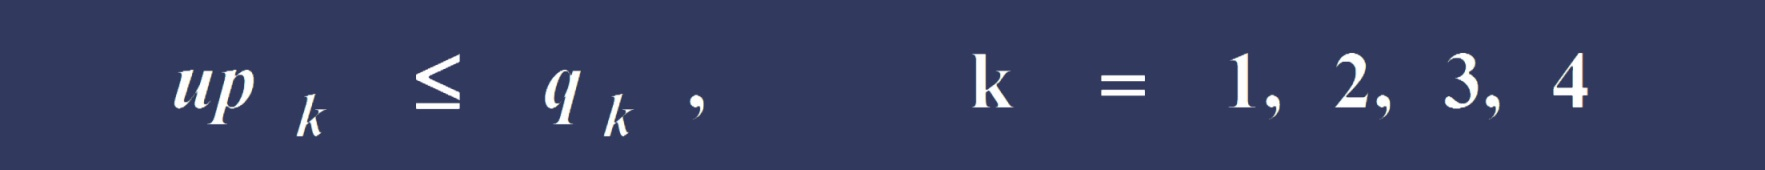 up k ≤ q k , k = 1, 2, 3, 4